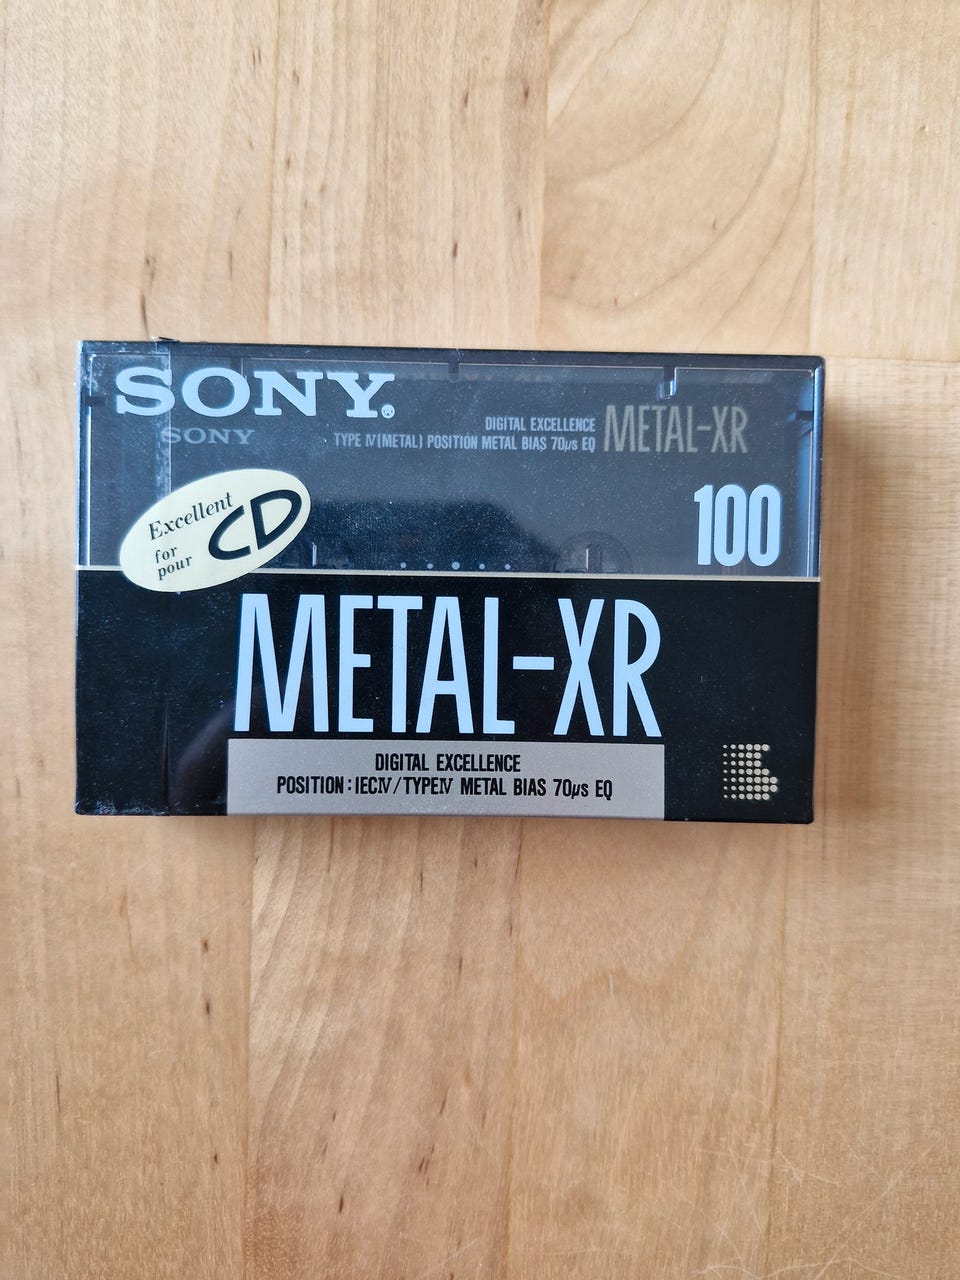 SONY.
SONY
DIGITAL EXCELLENCE
TYPE Ⅳ(METAL) POSITION METAL BIAS 70µs EQ
METAL-XR
Excellent
for
pour
CD
100
METAL-XR
DIGITAL EXCELLENCE
POSITION:IECⅣ/TYPEⅣ METAL BIAS 70µs EQ